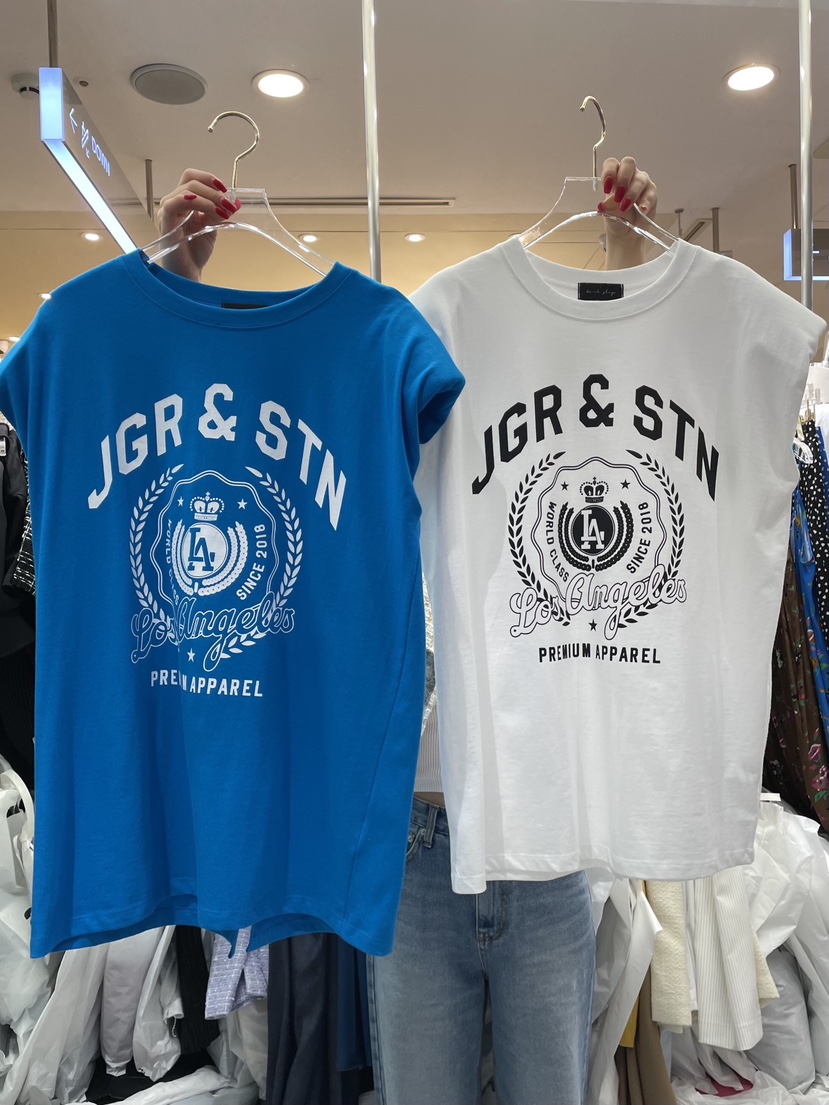 DOWN
JGR & STN
LA
WORLD CLASS
SINCE 2018
Los Angeles
PREMIUM APPAREL
JGR & STN
LA
WORLD CLASS
SINCE 2018
Los Angeles
PREMIUM APPAREL